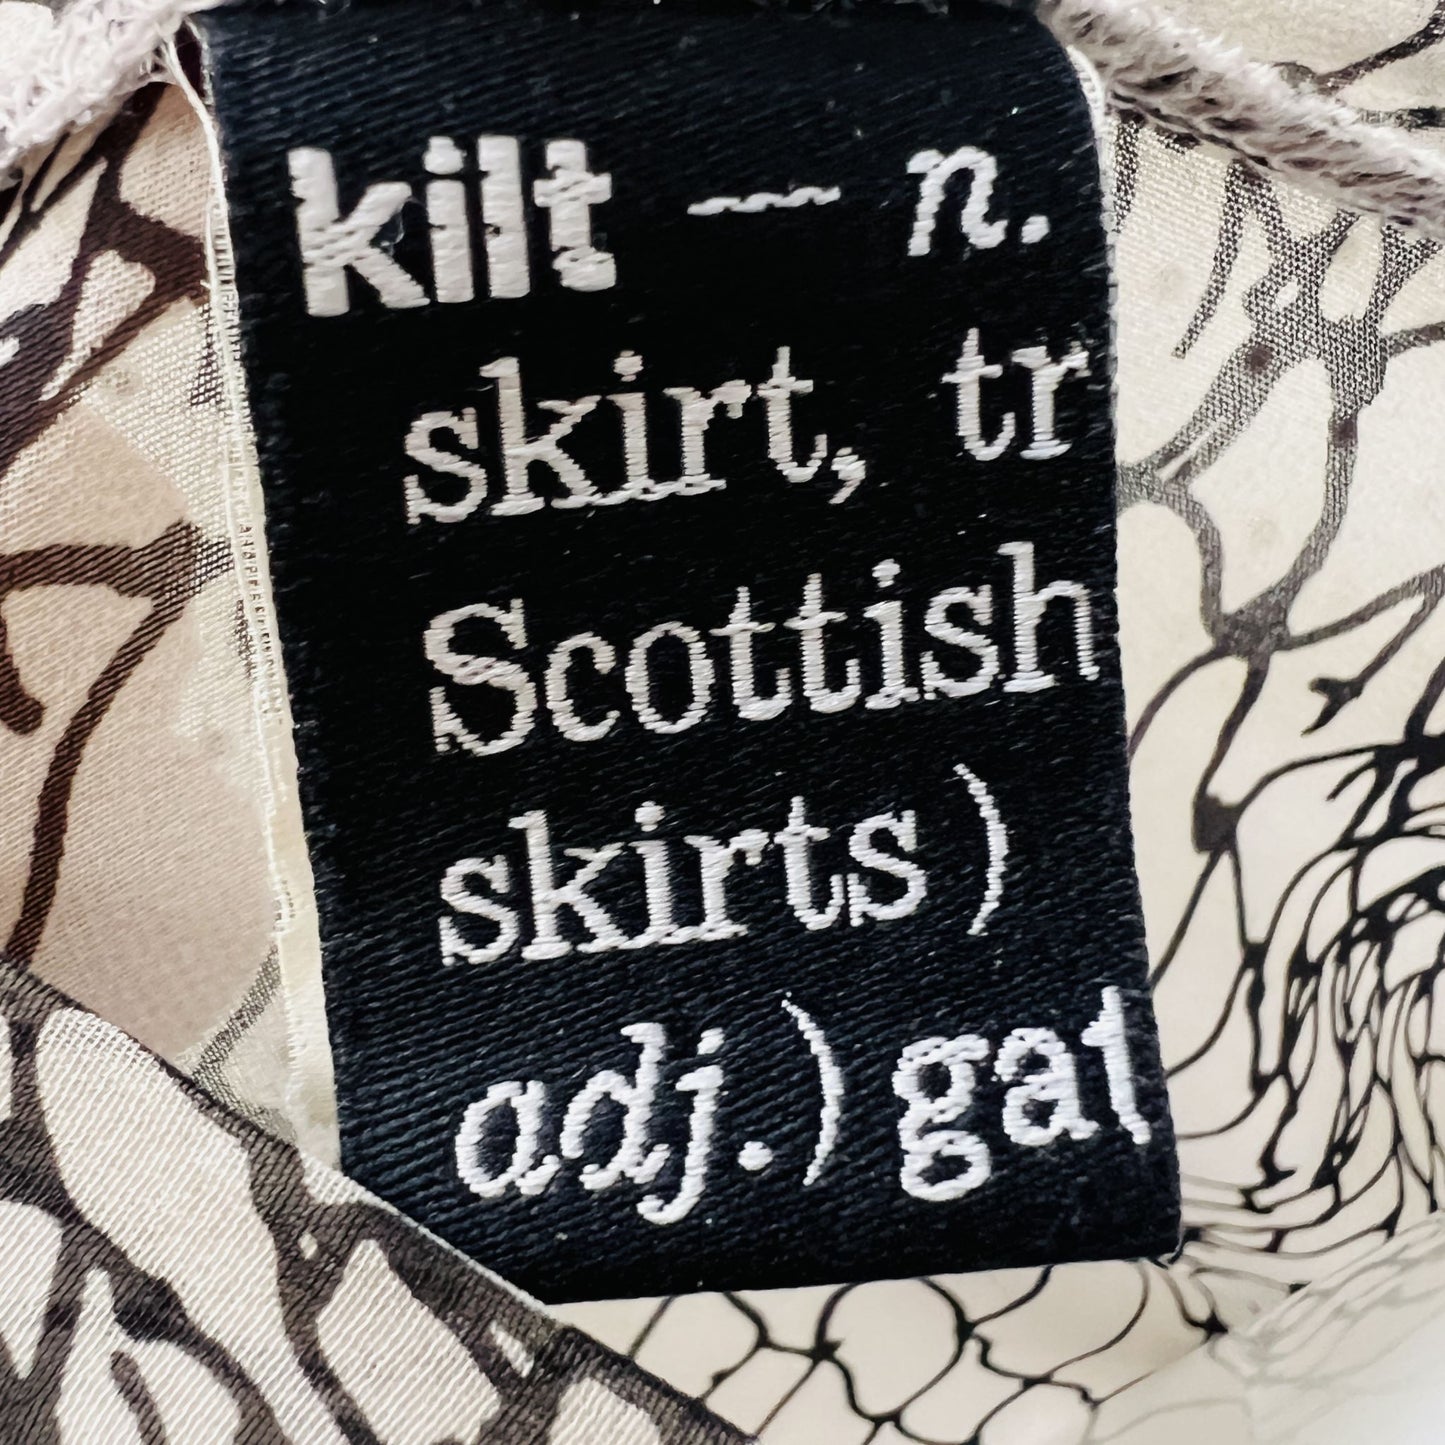 kilt — n.
skirt, tr
Scottish
skirts)
adj.) gat